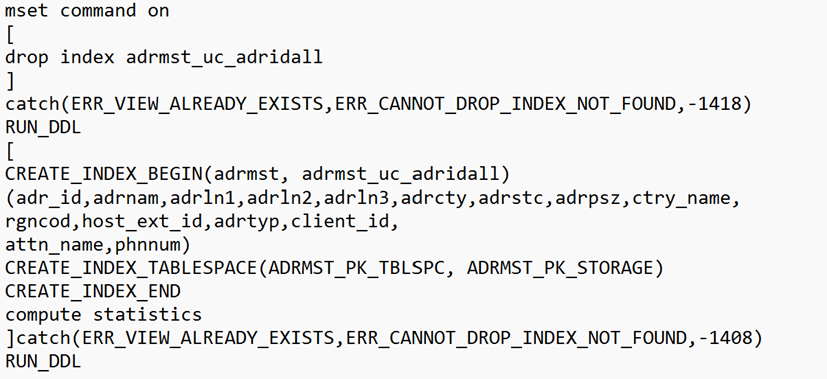 mset command on
[
drop index adrmst_uc_adridall
]
catch(ERR_VIEW_ALREADY_EXISTS,ERR_CANNOT_DROP_INDEX_NOT_FOUND,-1418)
RUN_DDL
[
CREATE_INDEX_BEGIN(adrmst, adrmst_uc_adridall)
(adr_id,adrnam,adrln1,adrln2,adrln3,adrcty,adrstc,adrpsz,ctry_name,
rgncod,host_ext_id,adrtyp,client_id,
attn_name,phnnum)
CREATE_INDEX_TABLESPACE(ADRMST_PK_TBLSPC, ADRMST_PK_STORAGE)
CREATE_INDEX_END
compute statistics
]catch(ERR_VIEW_ALREADY_EXISTS,ERR_CANNOT_DROP_INDEX_NOT_FOUND,-1408)
RUN_DDL